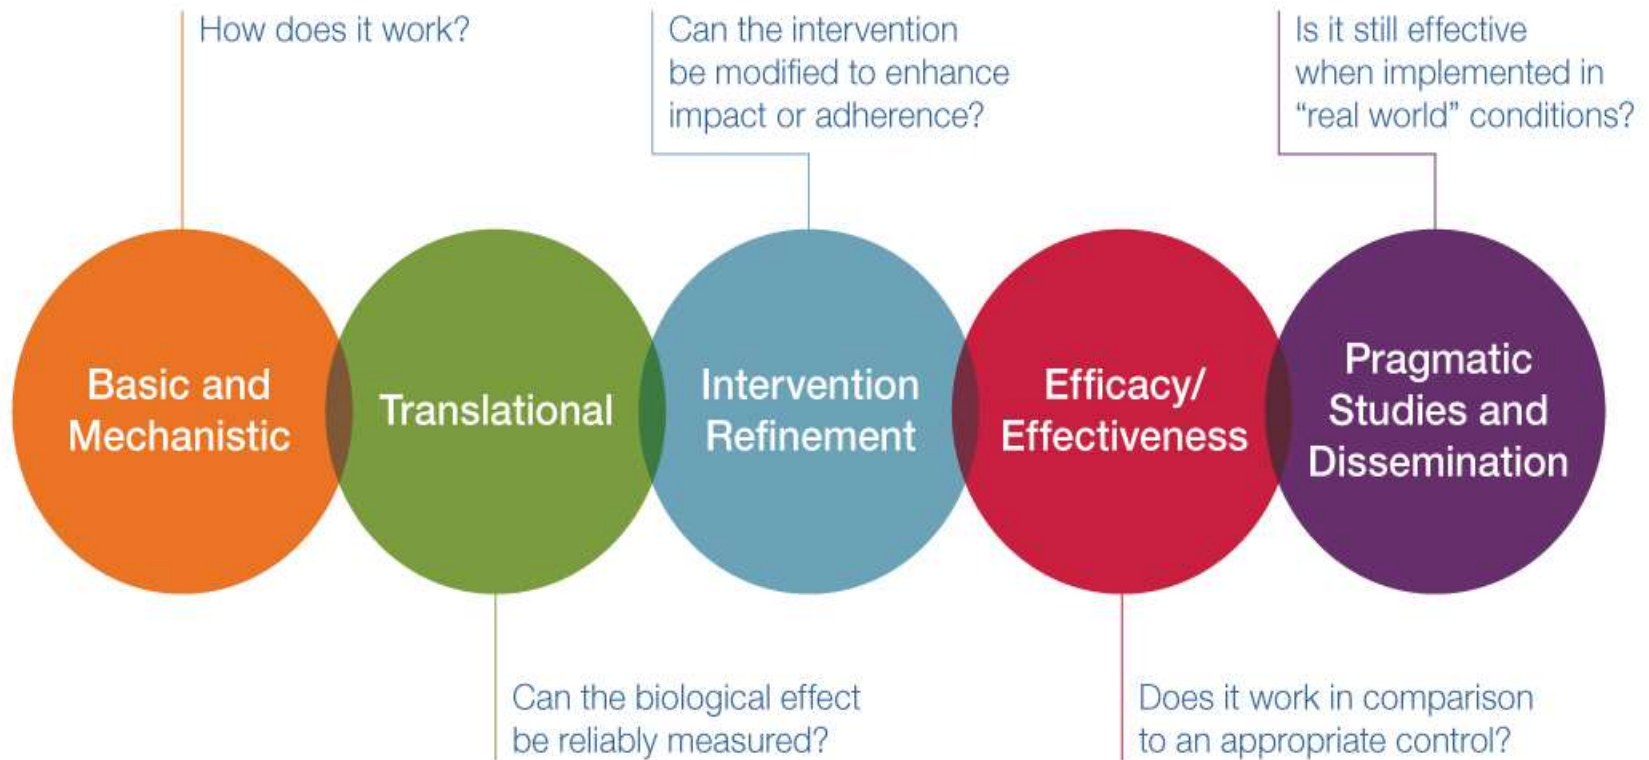 How does it work?
Can the intervention
be modified to enhance
impact or adherence?
Is it still effective
when implemented in
“real world” conditions?
Basic and
Mechanistic
Translational
Intervention
Refinement
Efficacy/
Effectiveness
Pragmatic
Studies and
Dissemination
Can the biological effect
be reliably measured?
Does it work in comparison
to an appropriate control?